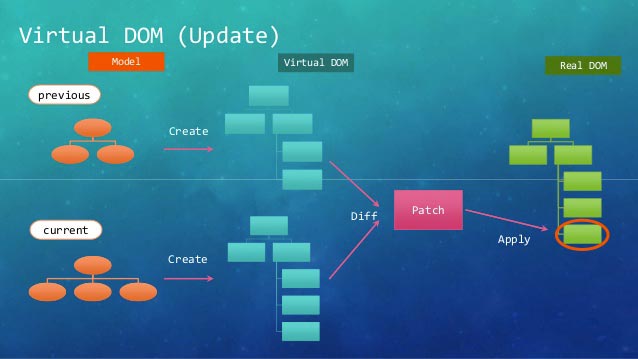 Virtual DOM (Update)
Model
Virtual DOM
Real DOM
previous
Create
Diff
Patch
Apply
current
Create